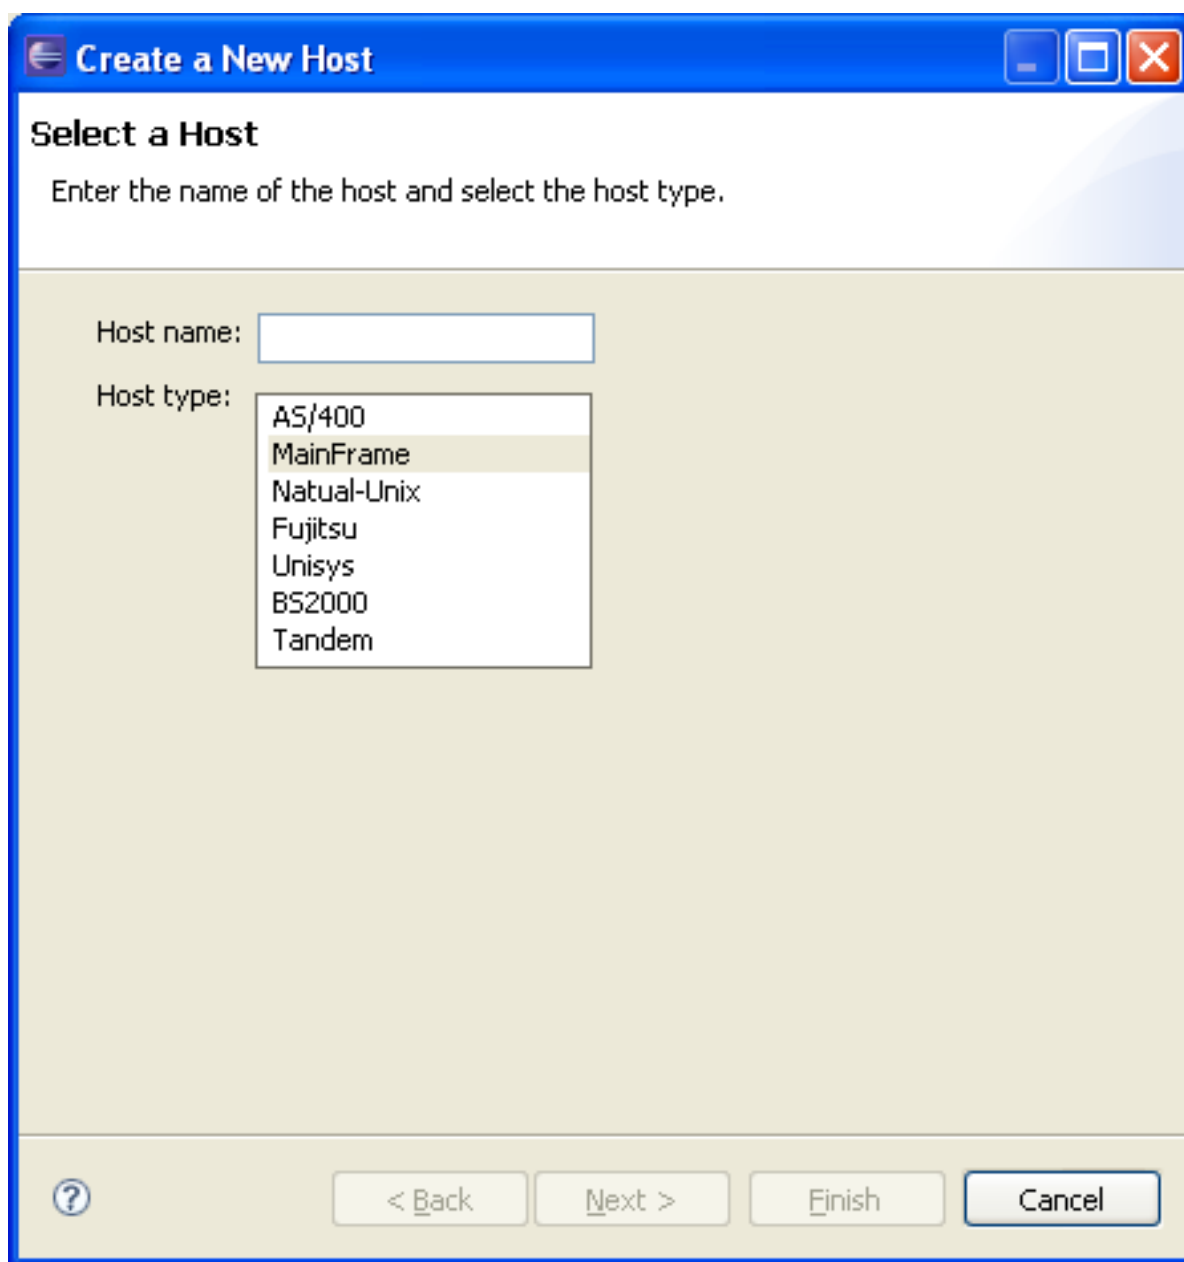 Create a New Host
Select a Host
Enter the name of the host and select the host type.
Host name:
Host type:
AS/400
MainFrame
Natual-Unix
Fujitsu
Unisys
BS2000
Tandem
?
< Back
Next >
Finish
Cancel